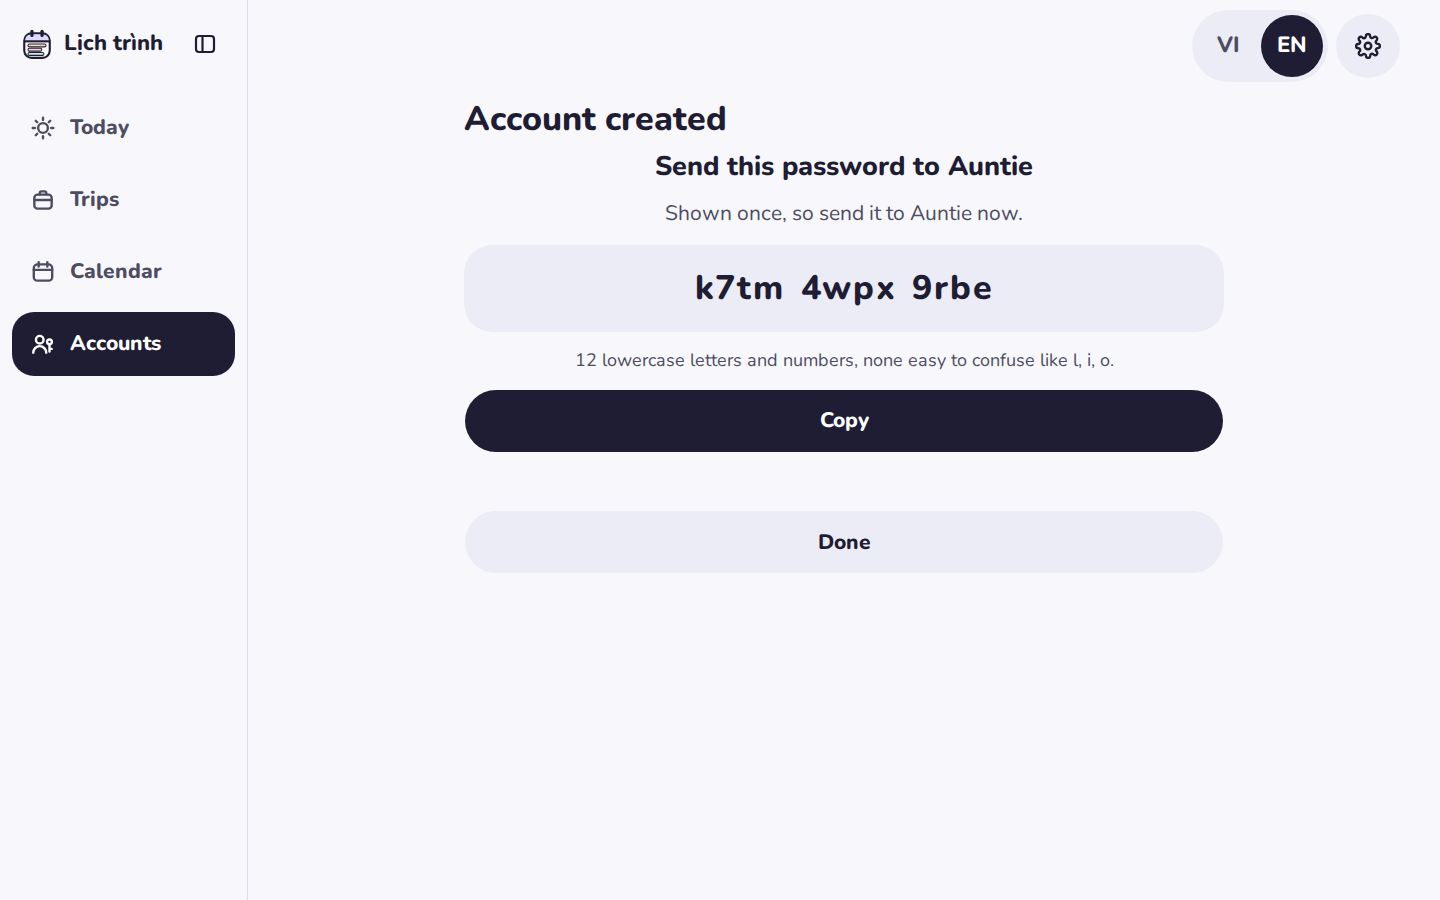 Lịch trình
VI
EN
Today
Trips
Calendar
Accounts
Account created
Send this password to Auntie
Shown once, so send it to Auntie now.
k7tm 4wpx 9rbe
12 lowercase letters and numbers, none easy to confuse like l, i, o.
Copy
Done